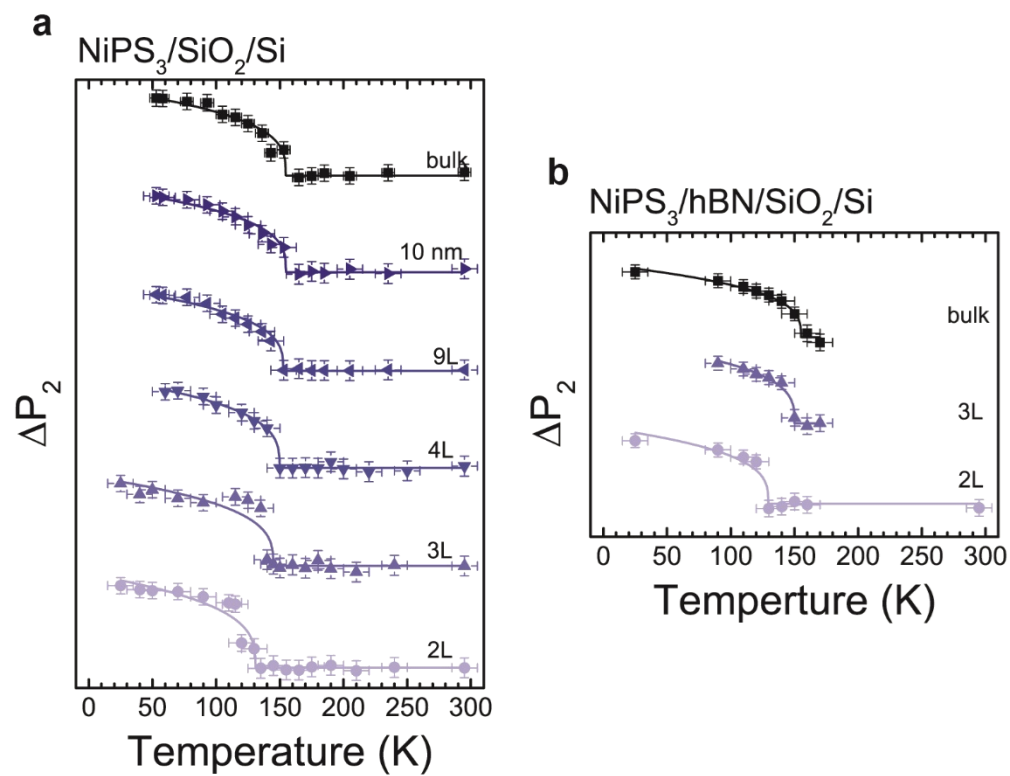 a
NiPS₃/SiO₂/Si
bulk
10 nm
9L
4L
3L
2L
ΔP₂
0 50 100 150 200 250 300
Temperature (K)
b
NiPS₃/hBN/SiO₂/Si
bulk
3L
2L
ΔP₂
0 100 150 200 250 300
Temperture (K)